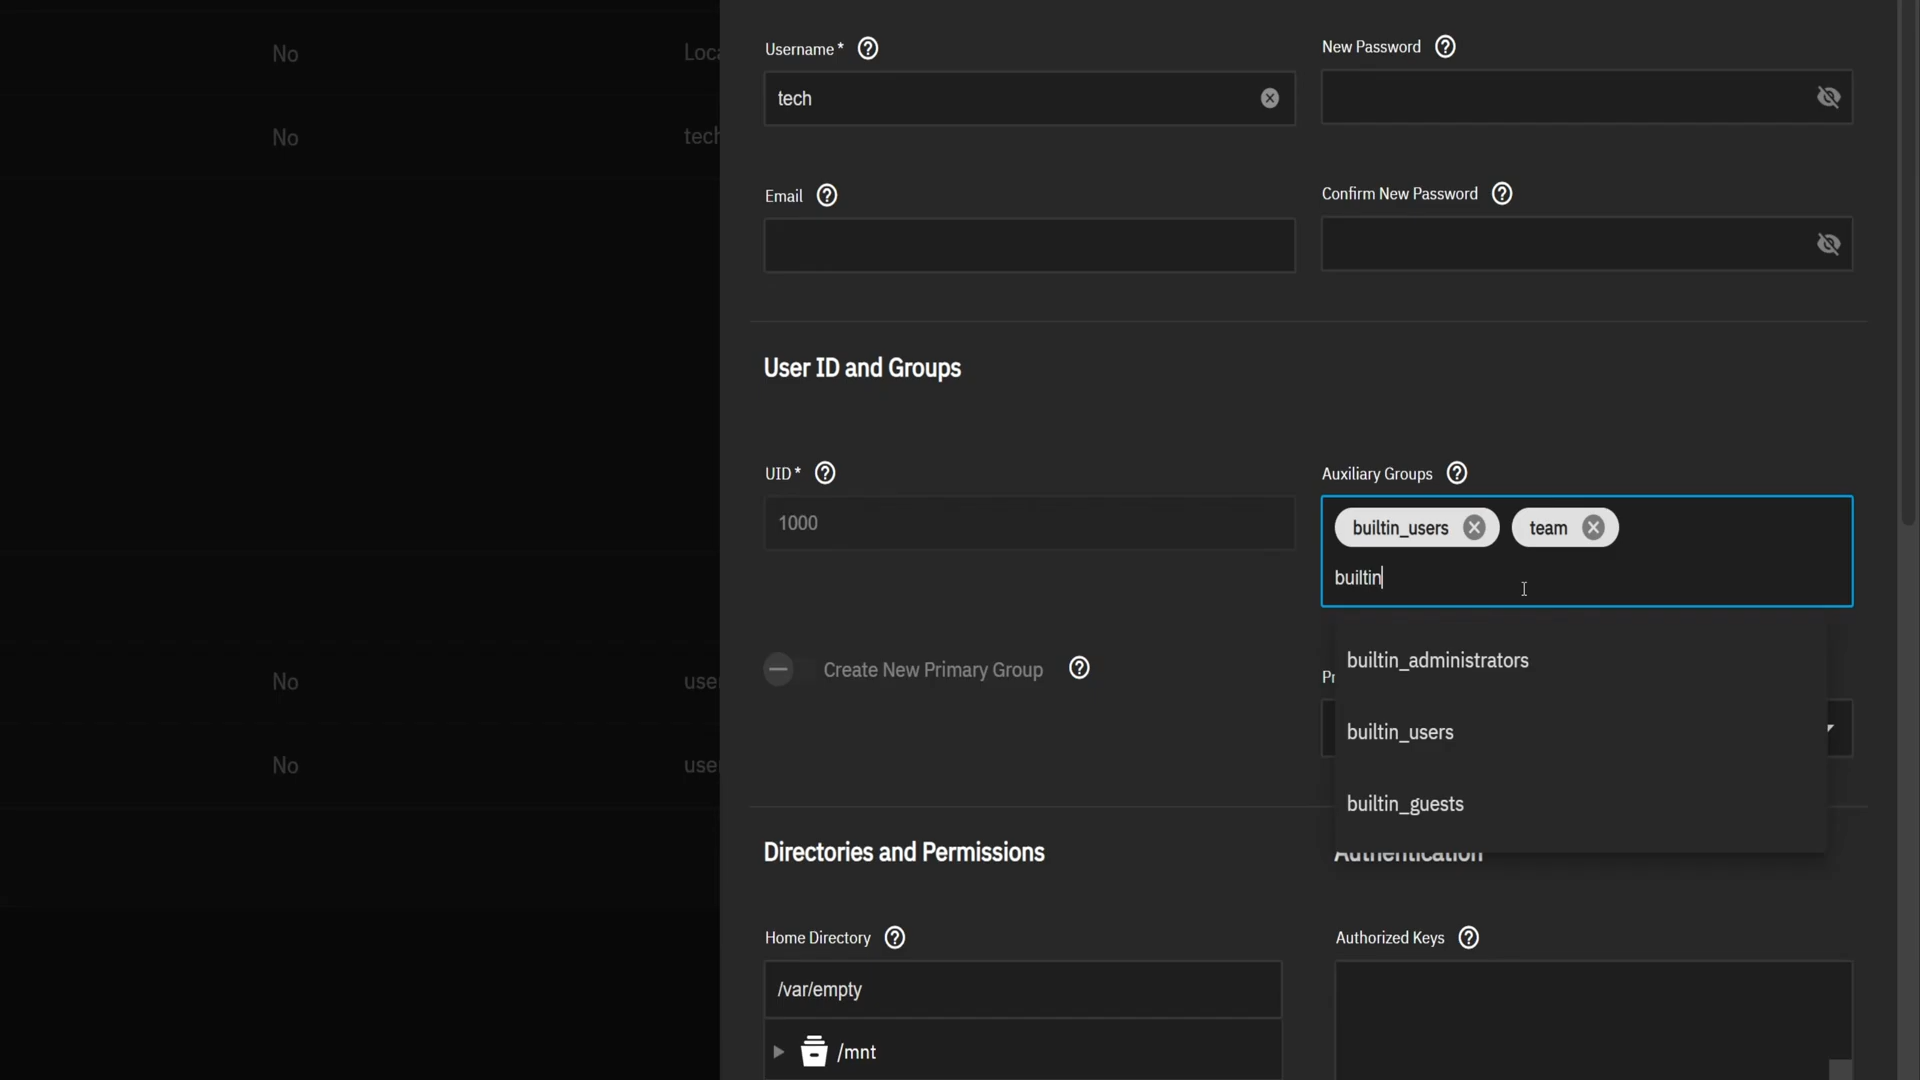 No
Loca
No
tech
No
user
No
user
Username *
tech
New Password
Email
Confirm New Password
User ID and Groups
UID *
1000
Auxiliary Groups
builtin_users
team
builtin
builtin_administrators
builtin_users
builtin_guests
Create New Primary Group
Pr
Directories and Permissions
Authentication
Home Directory
/var/empty
/mnt
Authorized Keys